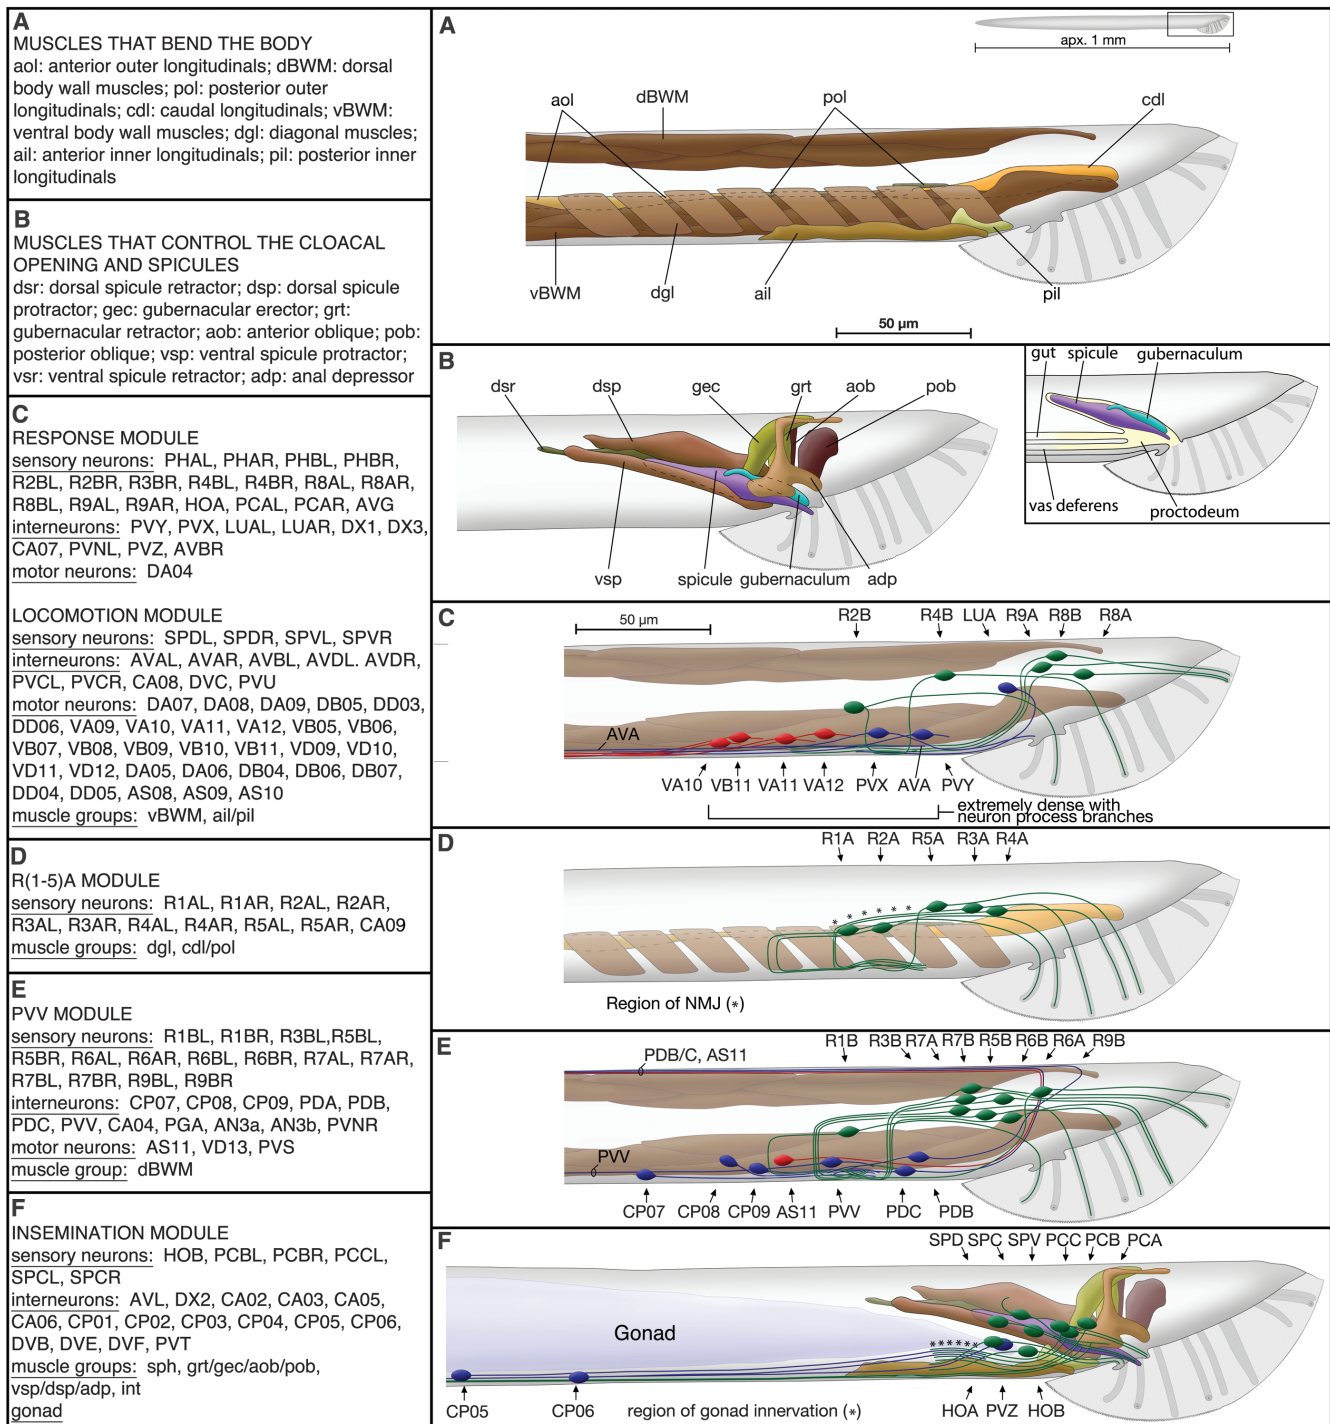 A
MUSCLES THAT BEND THE BODY
aol: anterior outer longitudinals; dBWM: dorsal
body wall muscles; pol: posterior outer
longitudinals; cdl: caudal longitudinals; vBWM:
ventral body wall muscles; dgl: diagonal muscles;
ail: anterior inner longitudinals; pil: posterior inner
longitudinals
B
MUSCLES THAT CONTROL THE CLOACAL
OPENING AND SPICULES
dsr: dorsal spicule retractor; dsp: dorsal spicule
protractor; gec: gubernacular erector; grt:
gubernacular retractor; aob: anterior oblique; pob:
posterior oblique; vsp: ventral spicule protractor;
vsr: ventral spicule retractor; adp: anal depressor
C
RESPONSE MODULE
sensory neurons: PHAL, PHAR, PHBL, PHBR,
R2BL, R2BR, R3BR, R4BL, R4BR, R8AL, R8AR,
R8BL, R9AL, R9AR, HOA, PCAL, PCAR, AVG
interneurons: PVY, PVX, LUAL, LUAR, DX1, DX3,
CA07, PVNL, PVZ, AVBR
motor neurons: DA04
LOCOMOTION MODULE
sensory neurons: SPDL, SPDR, SPVL, SPVR
interneurons: AVAL, AVAR, AVBL, AVDL. AVDR,
PVCL, PVCR, CA08, DVC, PVU
motor neurons: DA07, DA08, DA09, DB05, DD03,
DD06, VA09, VA10, VA11, VA12, VB05, VB06,
VB07, VB08, VB09, VB10, VB11, VD09, VD10,
VD11, VD12, DA05, DA06, DB04, DB06, DB07,
DD04, DD05, AS08, AS09, AS10
muscle groups: vBWM, ail/pil
D
R(1-5)A MODULE
sensory neurons: R1AL, R1AR, R2AL, R2AR,
R3AL, R3AR, R4AL, R4AR, R5AL, R5AR, CA09
muscle groups: dgl, cdl/pol
E
PVV MODULE
sensory neurons: R1BL, R1BR, R3BL,R5BL,
R5BR, R6AL, R6AR, R6BL, R6BR, R7AL, R7AR,
R7BL, R7BR, R9BL, R9BR
interneurons: CP07, CP08, CP09, PDA, PDB,
PDC, PVV, CA04, PGA, AN3a, AN3b, PVNR
motor neurons: AS11, VD13, PVS
muscle group: dBWM
F
INSEMINATION MODULE
sensory neurons: HOB, PCBL, PCBR, PCCL,
SPCL, SPCR
interneurons: AVL, DX2, CA02, CA03, CA05,
CA06, CP01, CP02, CP03, CP04, CP05, CP06,
DVB, DVE, DVF, PVT
muscle groups: sph, grt/gec/aob/pob,
vsp/dsp/adp, int
gonad
A
apx. 1 mm
aol dBWM pol cdl
vBWM dgl ail pil
50 µm
B
dsr dsp gec grt aob pob
vsp spicule gubernaculum adp
gut spicule gubernaculum
vas deferens proctodeum
C
50 µm
R2B R4B LUA R9A R8B R8A
AVA
VA10 VB11 VA11 VA12 PVX AVA PVY
extremely dense with
neuron process branches
D
R1A R2A R5A R3A R4A
* * * * * *
Region of NMJ (*)
E
R1B R3B R7A R7B R5B R6B R6A R9B
PDB/C, AS11
PVV
CP07 CP08 CP09 AS11 PVV PDC PDB
F
SPD SPC SPV PCC PCB PCA
Gonad
******
CP05 CP06 region of gonad innervation (*) HOA PVZ HOB